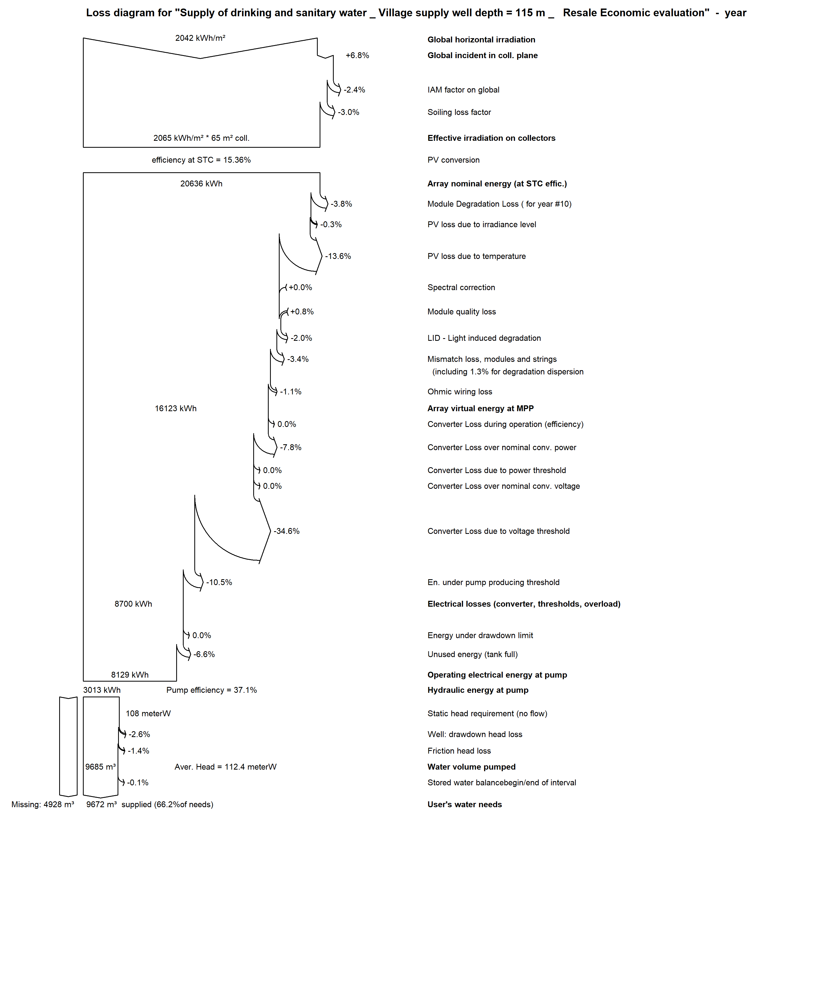 Loss diagram for "Supply of drinking and sanitary water _ Village supply well depth = 115 m _   Resale Economic evaluation"  -  year
2042 kWh/m² Global horizontal irradiation
+6.8% Global incident in coll. plane
-2.4% IAM factor on global
-3.0% Soiling loss factor
2065 kWh/m² * 65 m² coll. Effective irradiation on collectors
efficiency at STC = 15.36% PV conversion
20636 kWh Array nominal energy (at STC effic.)
-3.8% Module Degradation Loss ( for year #10)
-0.3% PV loss due to irradiance level
-13.6% PV loss due to temperature
+0.0% Spectral correction
+0.8% Module quality loss
-2.0% LID - Light induced degradation
-3.4% Mismatch loss, modules and strings
(including 1.3% for degradation dispersion
-1.1% Ohmic wiring loss
16123 kWh Array virtual energy at MPP
0.0% Converter Loss during operation (efficiency)
-7.8% Converter Loss over nominal conv. power
0.0% Converter Loss due to power threshold
0.0% Converter Loss over nominal conv. voltage
-34.6% Converter Loss due to voltage threshold
-10.5% En. under pump producing threshold
8700 kWh Electrical losses (converter, thresholds, overload)
0.0% Energy under drawdown limit
-6.6% Unused energy (tank full)
8129 kWh Operating electrical energy at pump
3013 kWh Pump efficiency = 37.1% Hydraulic energy at pump
108 meterW Static head requirement (no flow)
-2.6% Well: drawdown head loss
-1.4% Friction head loss
9685 m³ Aver. Head = 112.4 meterW Water volume pumped
-0.1% Stored water balancebegin/end of interval
Missing: 4928 m³ 9672 m³ supplied (66.2%of needs) User's water needs